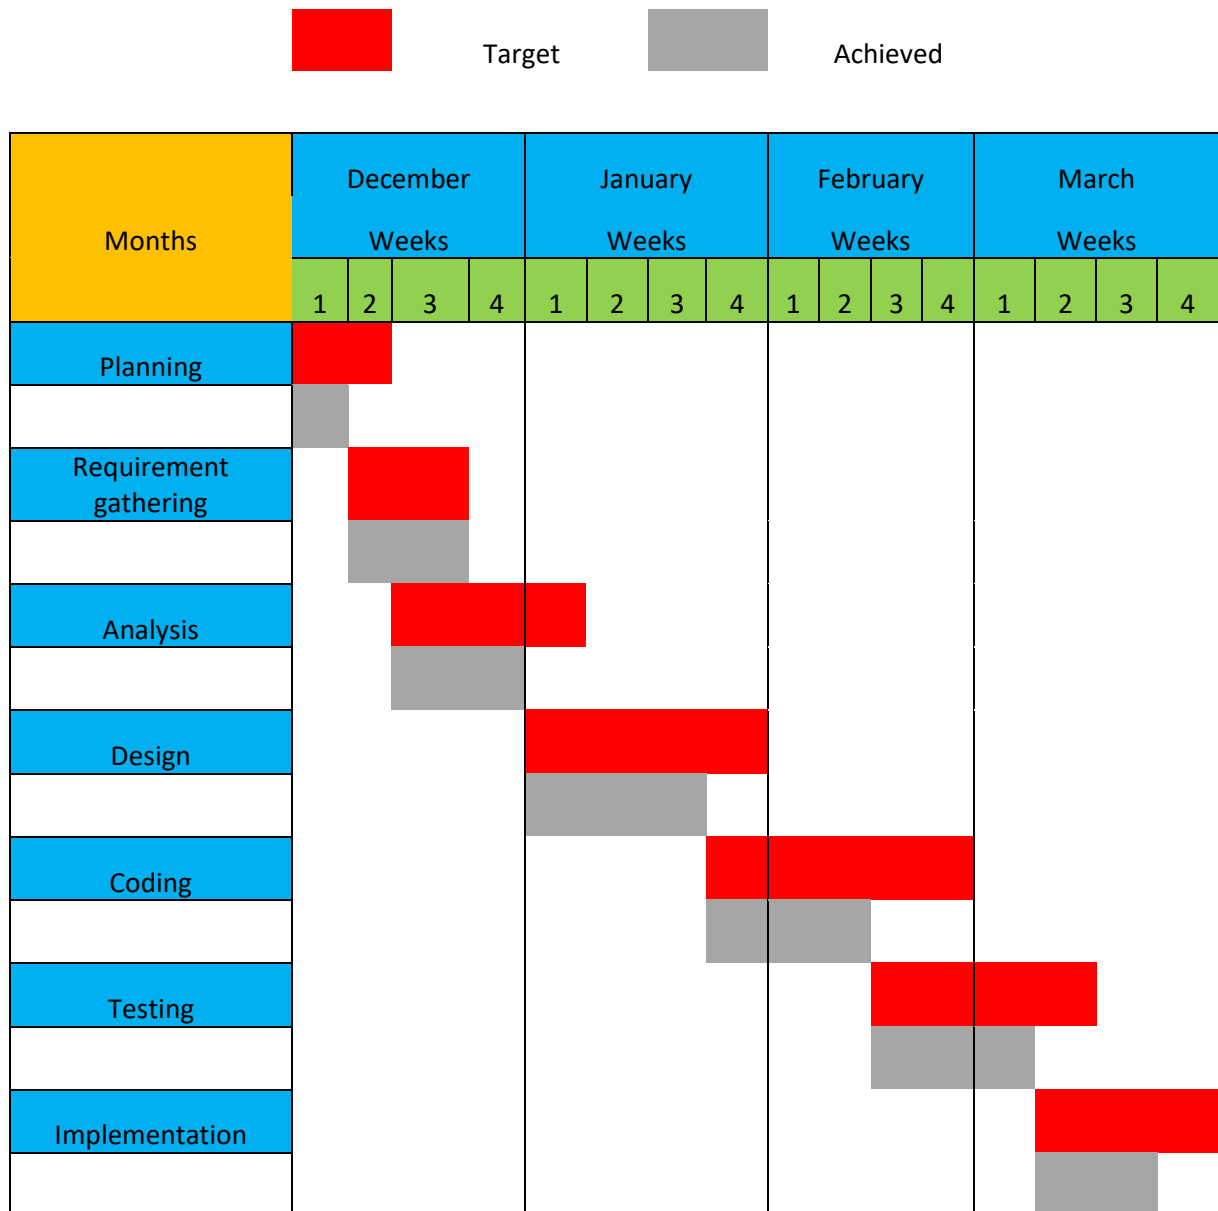 Target Achieved
December January February March
Months Weeks Weeks Weeks Weeks
1 2 3 4 1 2 3 4 1 2 3 4 1 2 3 4
Planning
Requirement
gathering
Analysis
Design
Coding
Testing
Implementation